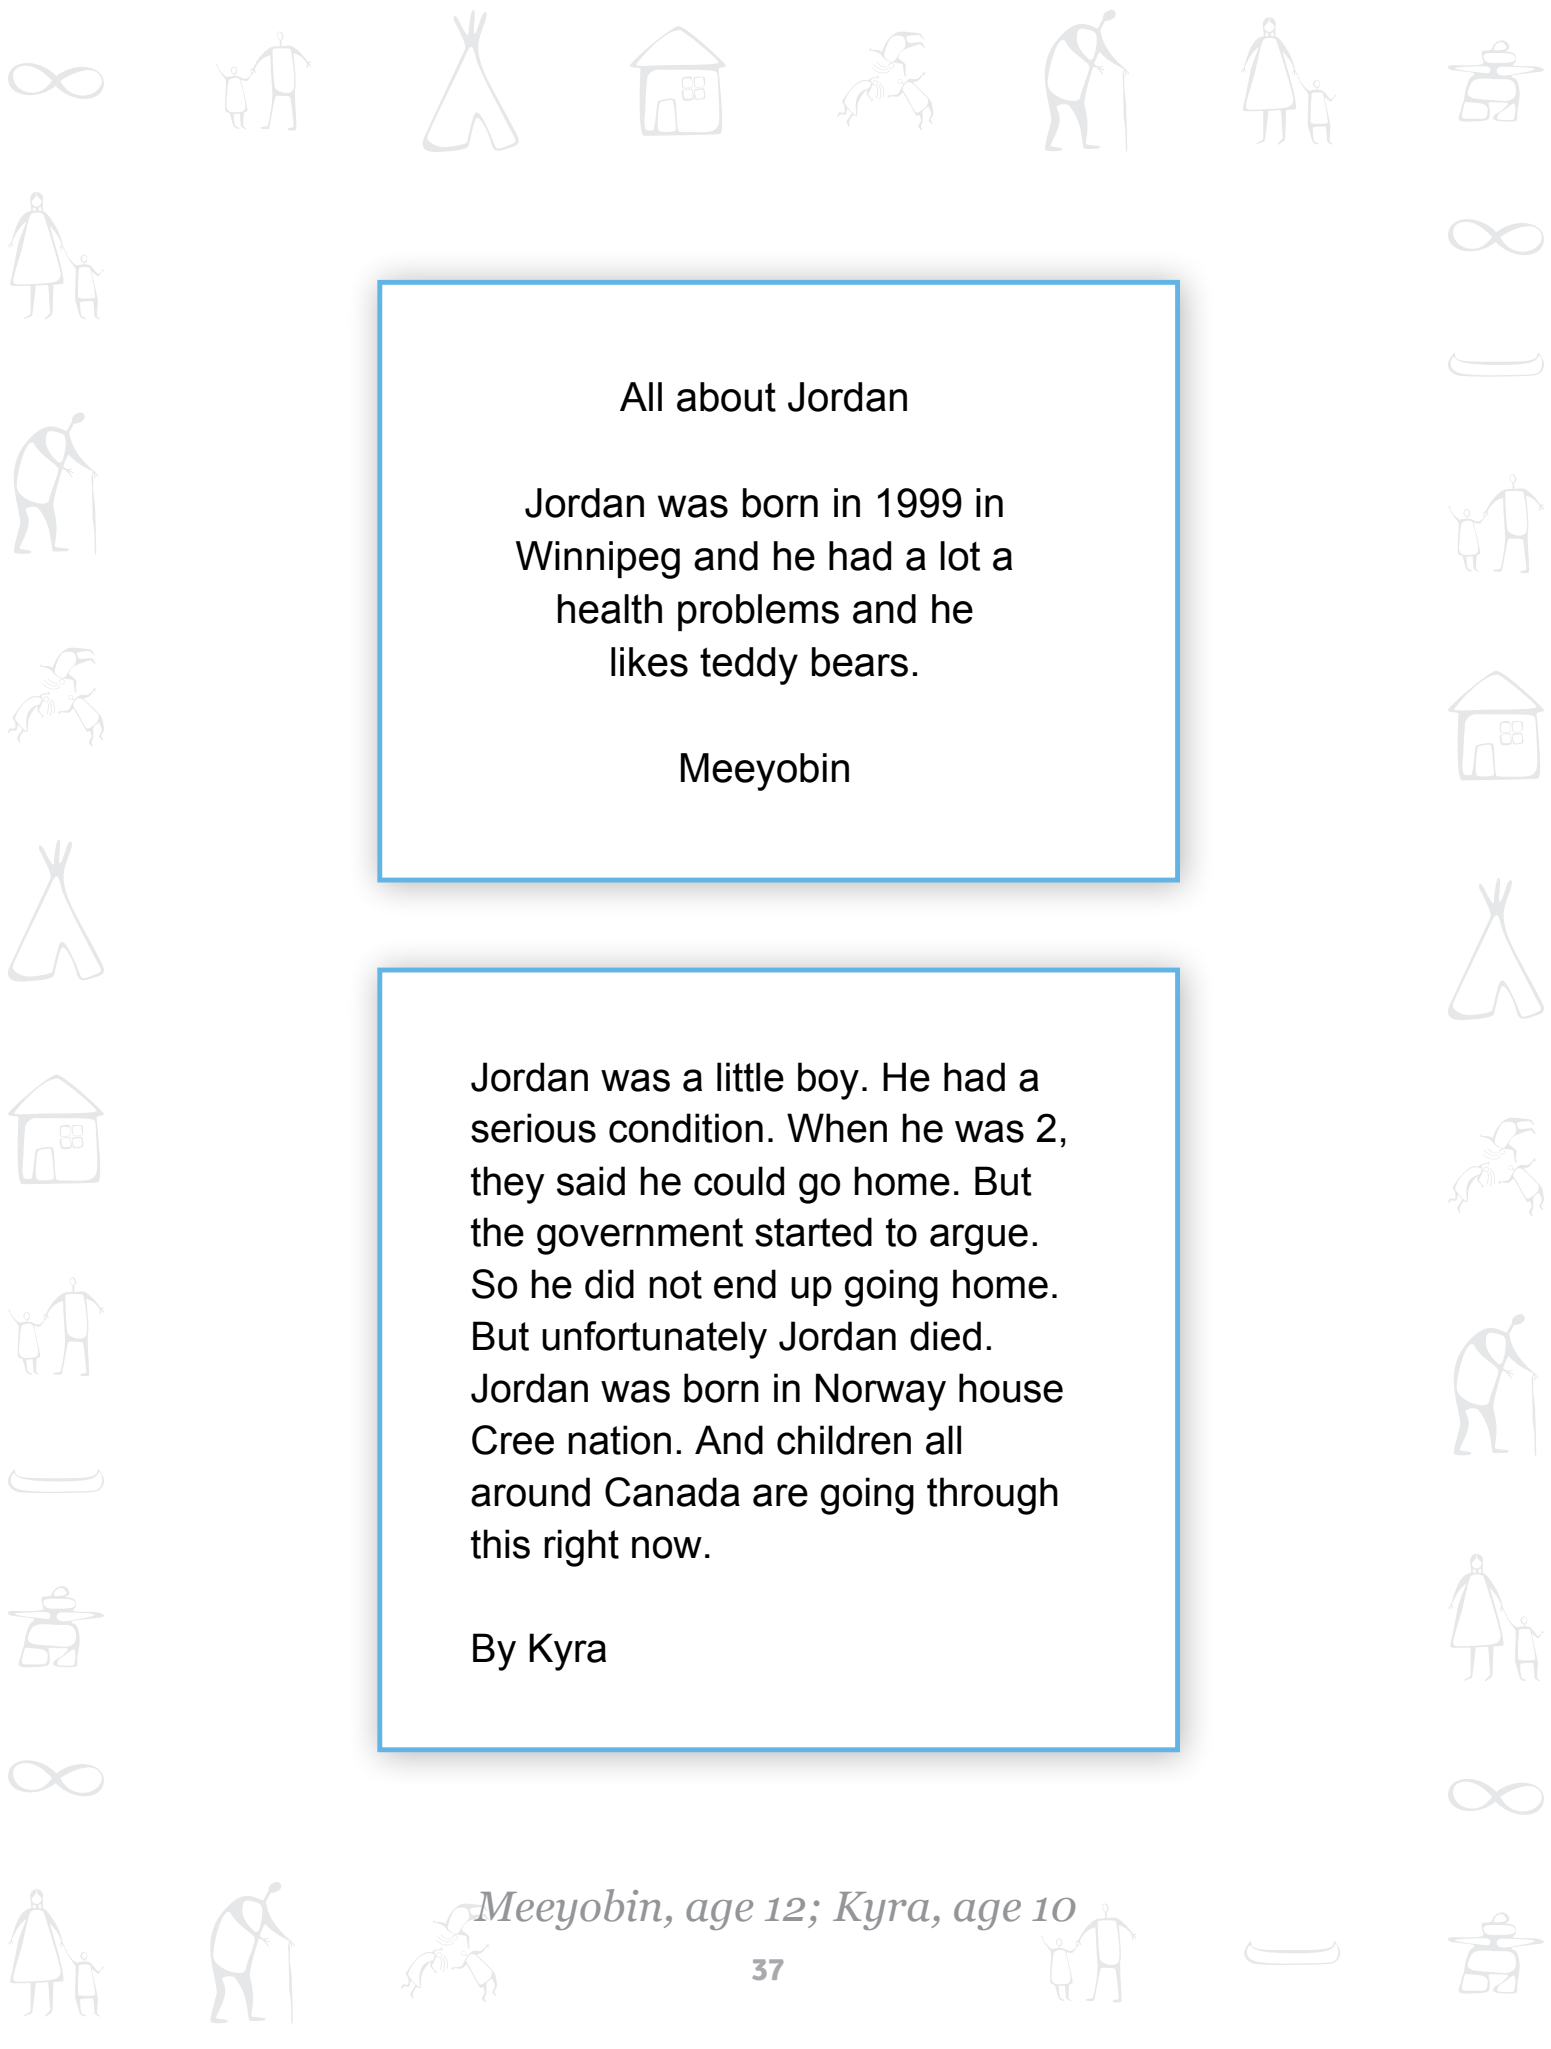 All about Jordan
Jordan was born in 1999 in
Winnipeg and he had a lot a
health problems and he
likes teddy bears.
Meeyobin
Jordan was a little boy. He had a
serious condition. When he was 2,
they said he could go home. But
the government started to argue.
So he did not end up going home.
But unfortunately Jordan died.
Jordan was born in Norway house
Cree nation. And children all
around Canada are going through
this right now.
By Kyra
Meeyobin, age 12; Kyra, age 10
37